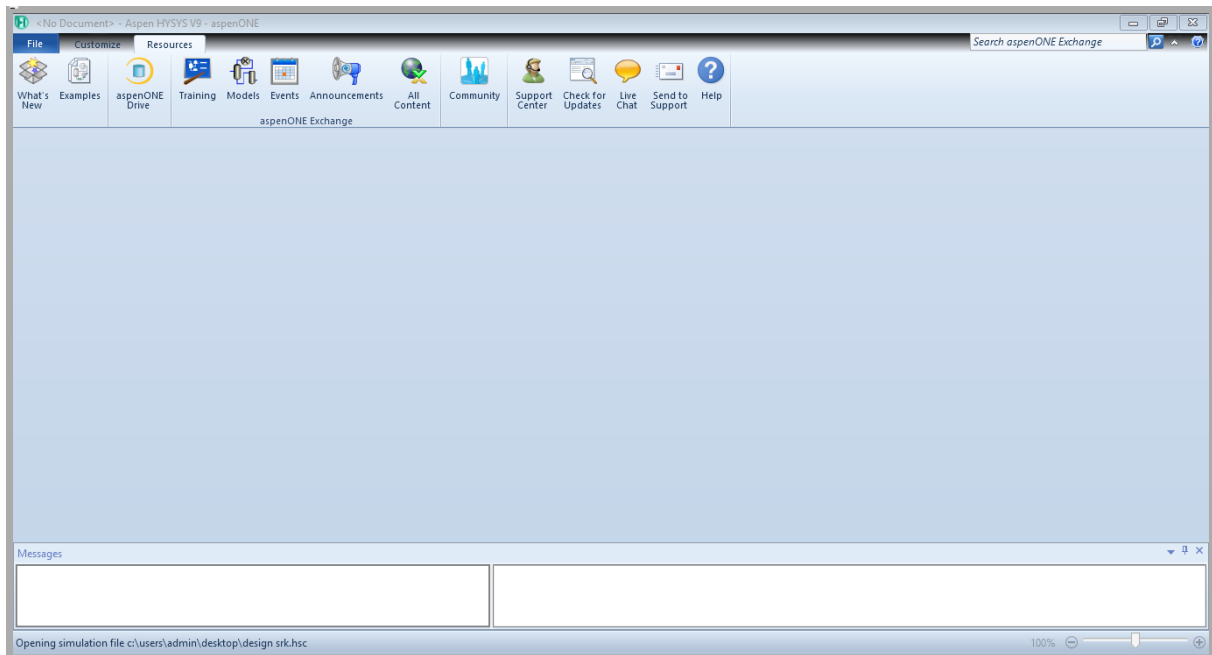 <No Document> - Aspen HYSYS V9 - aspenONE
File Customize Resources Search aspenONE Exchange
What's New
Examples
aspenONE Drive
Training
Models
Events
Announcements
All Content
Community
Support Center
Check for Updates
Live Chat
Send to Support
Help
aspenONE Exchange
Messages
Opening simulation file c:\users\admin\desktop\design srk.hsc
100%